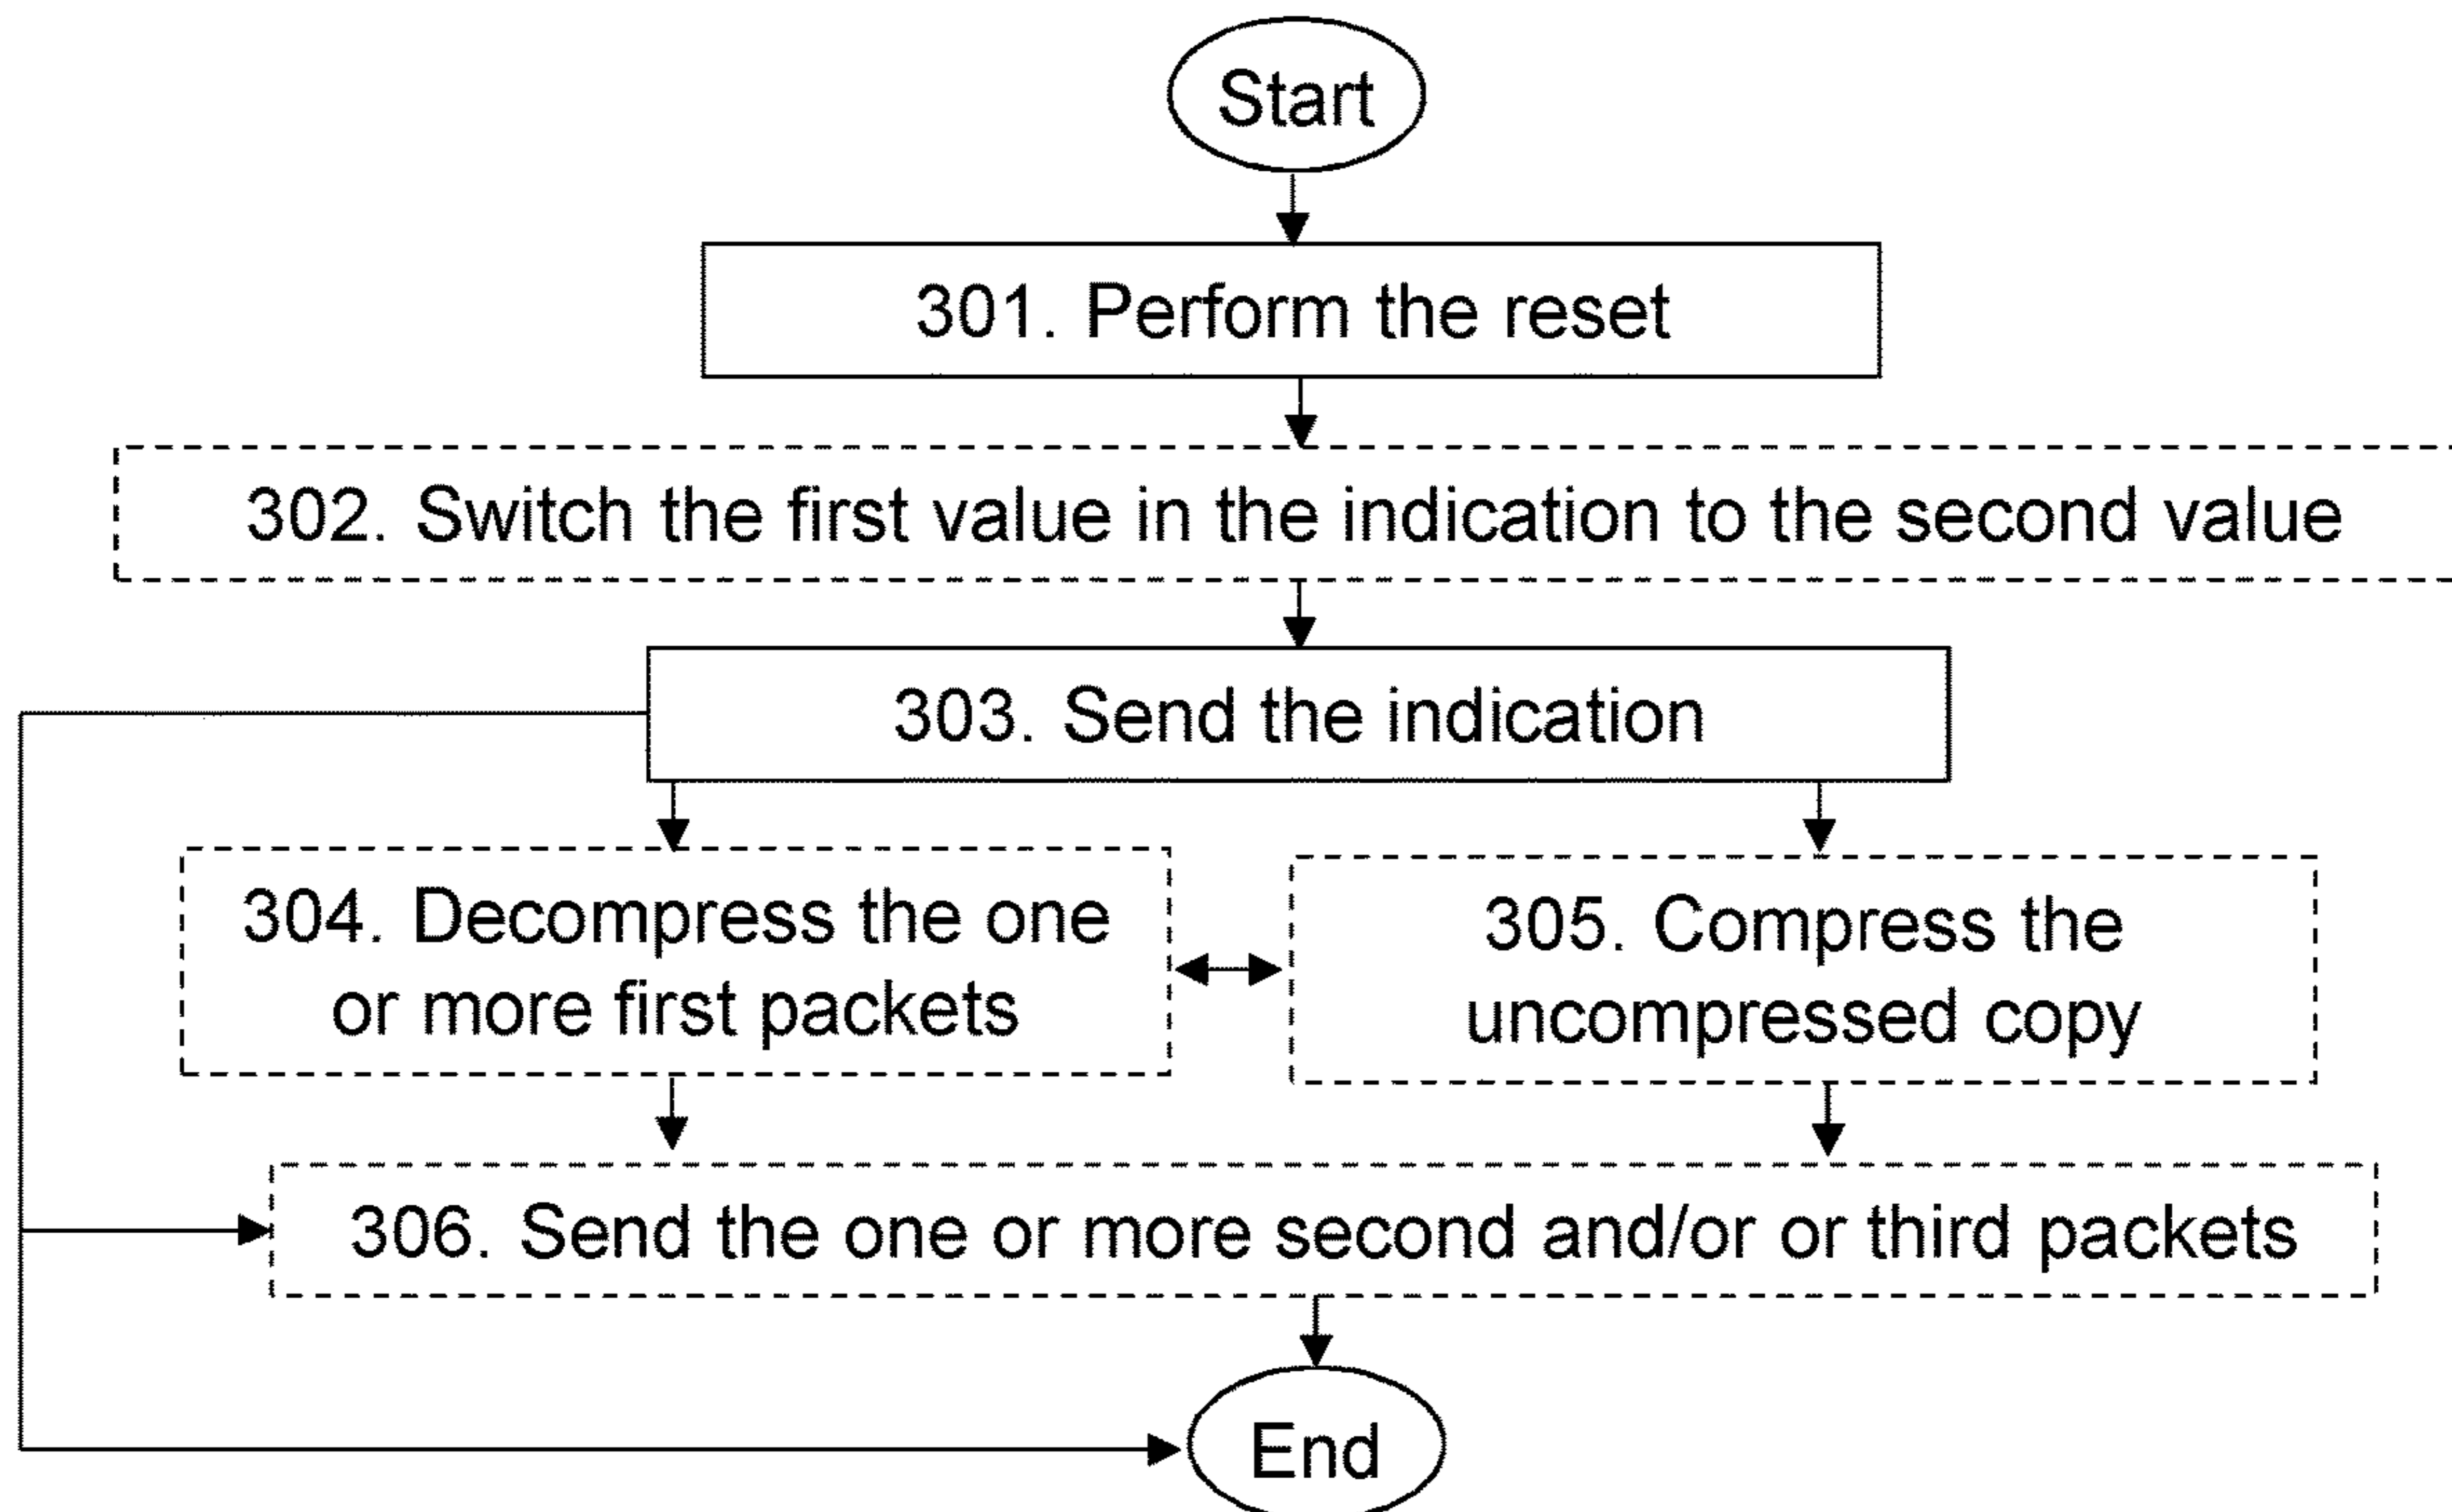 Start
301. Perform the reset
302. Switch the first value in the indication to the second value
303. Send the indication
304. Decompress the one
or more first packets
305. Compress the
uncompressed copy
306. Send the one or more second and/or or third packets
End